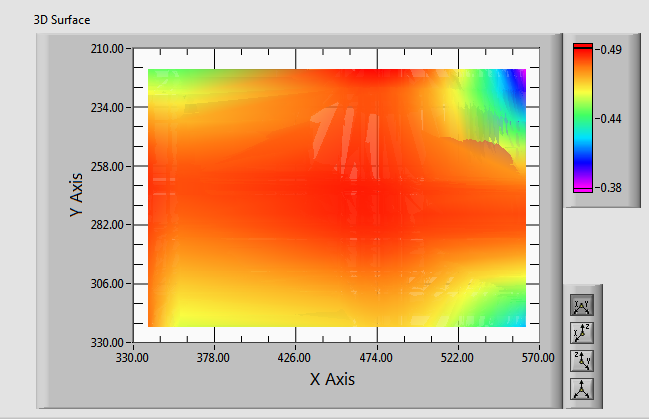 3D Surface
210.00
234.00
258.00
282.00
306.00
330.00
Y Axis
330.00 378.00 426.00 474.00 522.00 570.00
X Axis
-0.49
-0.44
-0.38
X Y
Z
Z